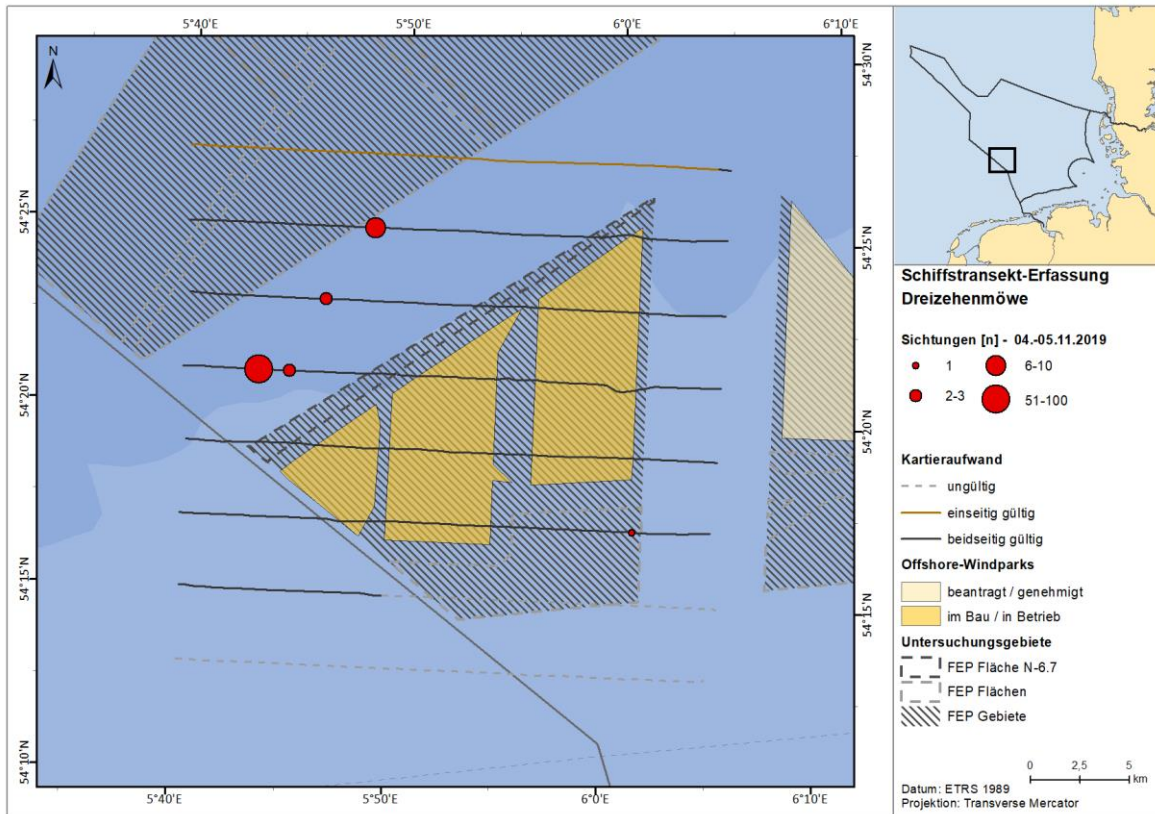 5°40'E
5°50'E
6°0'E
6°10'E
N
54°30'N
54°25'N
54°25'N
54°20'N
54°20'N
54°15'N
54°15'N
54°10'N
5°40'E
5°50'E
6°0'E
6°10'E
Schiffstransekt-Erfassung
Dreizehenmöwe
Sichtungen [n] - 04.-05.11.2019
1
6-10
2-3
51-100
Kartieraufwand
ungültig
einseitig gültig
beidseitig gültig
Offshore-Windparks
beantragt / genehmigt
im Bau / in Betrieb
Untersuchungsgebiete
FEP Fläche N-6.7
FEP Flächen
FEP Gebiete
0 2,5 5
km
Datum: ETRS 1989
Projektion: Transverse Mercator